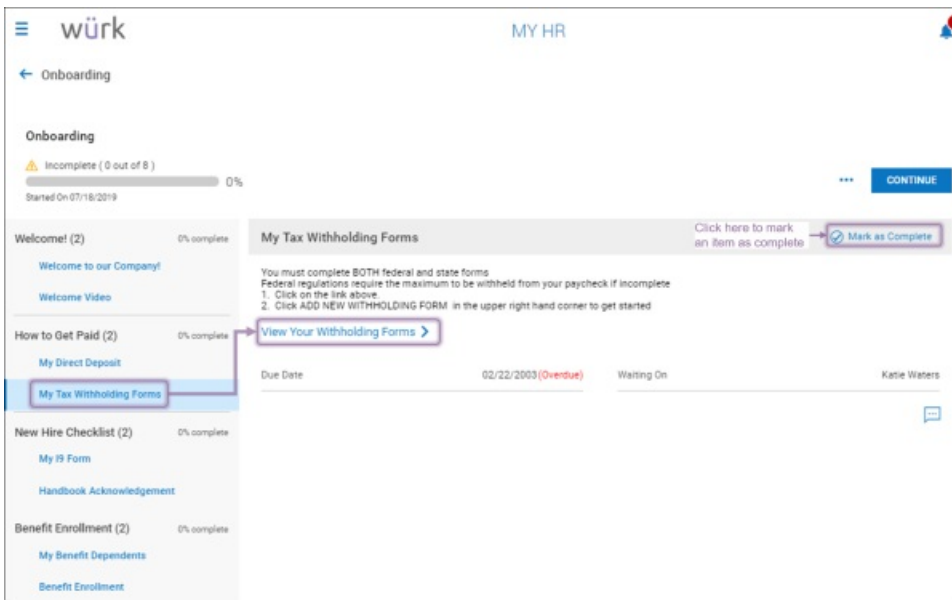 würk
MY HR
Onboarding
Onboarding
Incomplete ( 0 out of 8 )
0%
Started On 07/18/2019
CONTINUE
Welcome! (2) 0% complete
Welcome to our Company!
Welcome Video
How to Get Paid (2) 0% complete
My Direct Deposit
My Tax Withholding Forms
New Hire Checklist (2) 0% complete
My I9 Form
Handbook Acknowledgement
Benefit Enrollment (2) 0% complete
My Benefit Dependents
Benefit Enrollment
My Tax Withholding Forms
Click here to mark
an item as complete
Mark as Complete
You must complete BOTH federal and state forms
Federal regulations require the maximum to be withheld from your paycheck if incomplete
1. Click on the link above.
2. Click ADD NEW WITHHOLDING FORM in the upper right hand corner to get started
View Your Withholding Forms
Due Date 02/22/2003(Overdue) Waiting On Katie Waters